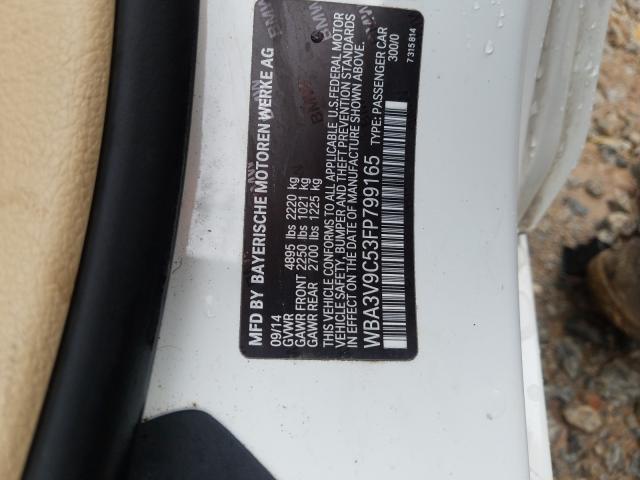 MFD BY BAYERISCHE MOTOREN WERKE AG
09/14
GVWR 4895 lbs 2220 kg
GAWR FRONT 2250 lbs 1021 kg
GAWR REAR 2700 lbs 1225 kg
THIS VEHICLE CONFORMS TO ALL APPLICABLE U.S.FEDERAL MOTOR
VEHICLE SAFETY, BUMPER AND THEFT PREVENTION STANDARDS
IN EFFECT ON THE DATE OF MANUFACTURE SHOWN ABOVE.
WBA3V9C53FP799165 TYPE: PASSENGER CAR
300/0
7 315 814
BMW
BMW
BMW